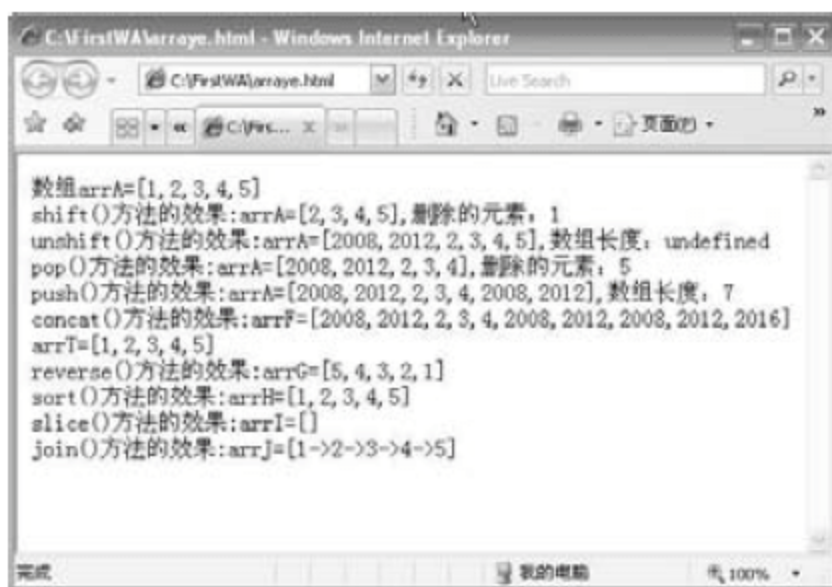 C:\FirstWA\arraye.html - Windows Internet Explorer
C:\FirstWA\arraye.html
Live Search
C:\Firs...
页面(P)
数组arrA=[1,2,3,4,5]
shift()方法的效果:arrA=[2,3,4,5],删除的元素：1
unshift()方法的效果:arrA=[2008,2012,2,3,4,5],数组长度：undefined
pop()方法的效果:arrA=[2008,2012,2,3,4],删除的元素：5
push()方法的效果:arrA=[2008,2012,2,3,4,2008,2012],数组长度：7
concat()方法的效果:arrF=[2008,2012,2,3,4,2008,2012,2008,2012,2016]
arrT=[1,2,3,4,5]
reverse()方法的效果:arrG=[5,4,3,2,1]
sort()方法的效果:arrH=[1,2,3,4,5]
slice()方法的效果:arrI=[]
join()方法的效果:arrJ=[1->2->3->4->5]
完成
我的电脑
100%